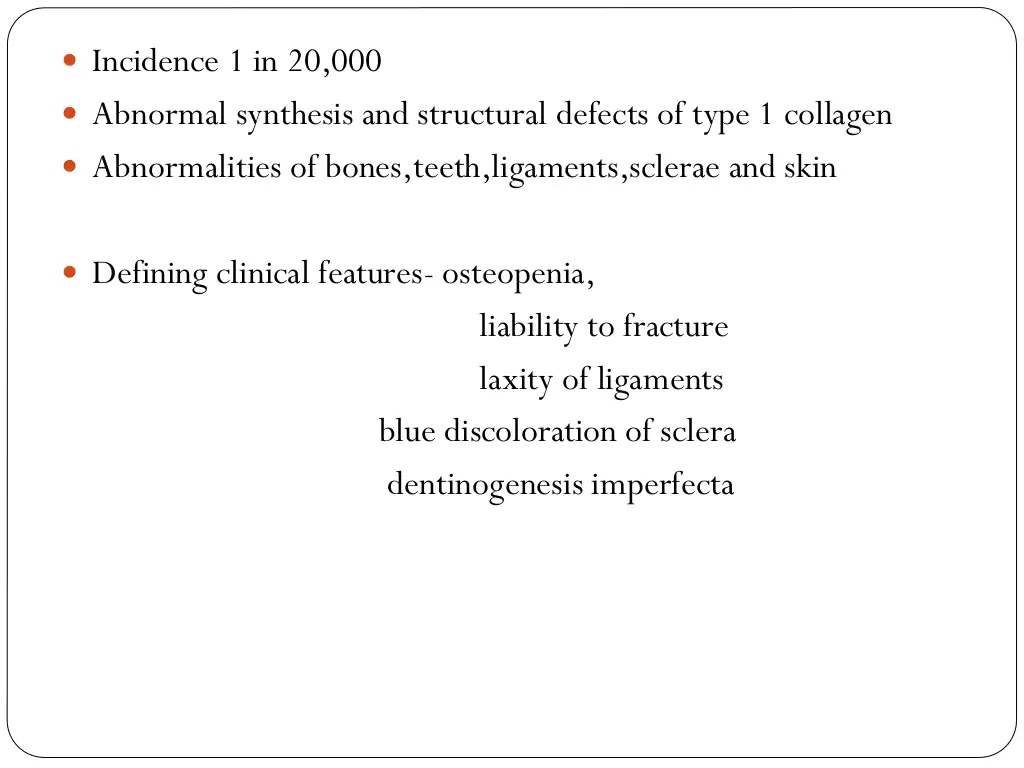 • Incidence 1 in 20,000
• Abnormal synthesis and structural defects of type 1 collagen
• Abnormalities of bones,teeth,ligaments,sclerae and skin
• Defining clinical features- osteopenia,
liability to fracture
laxity of ligaments
blue discoloration of sclera
dentinogenesis imperfecta